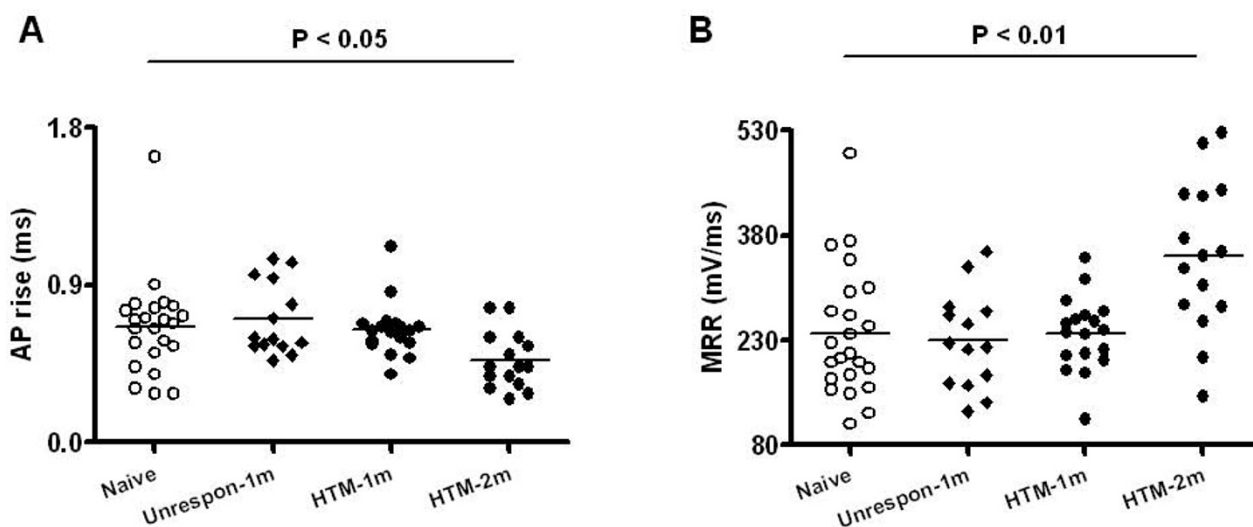 A
P < 0.05
1.8
0.9
0.0
AP rise (ms)
Naive
Unrespon-1m
HTM-1m
HTM-2m
B
P < 0.01
530
380
230
80
MRR (mV/ms)
Naive
Unrespon-1m
HTM-1m
HTM-2m